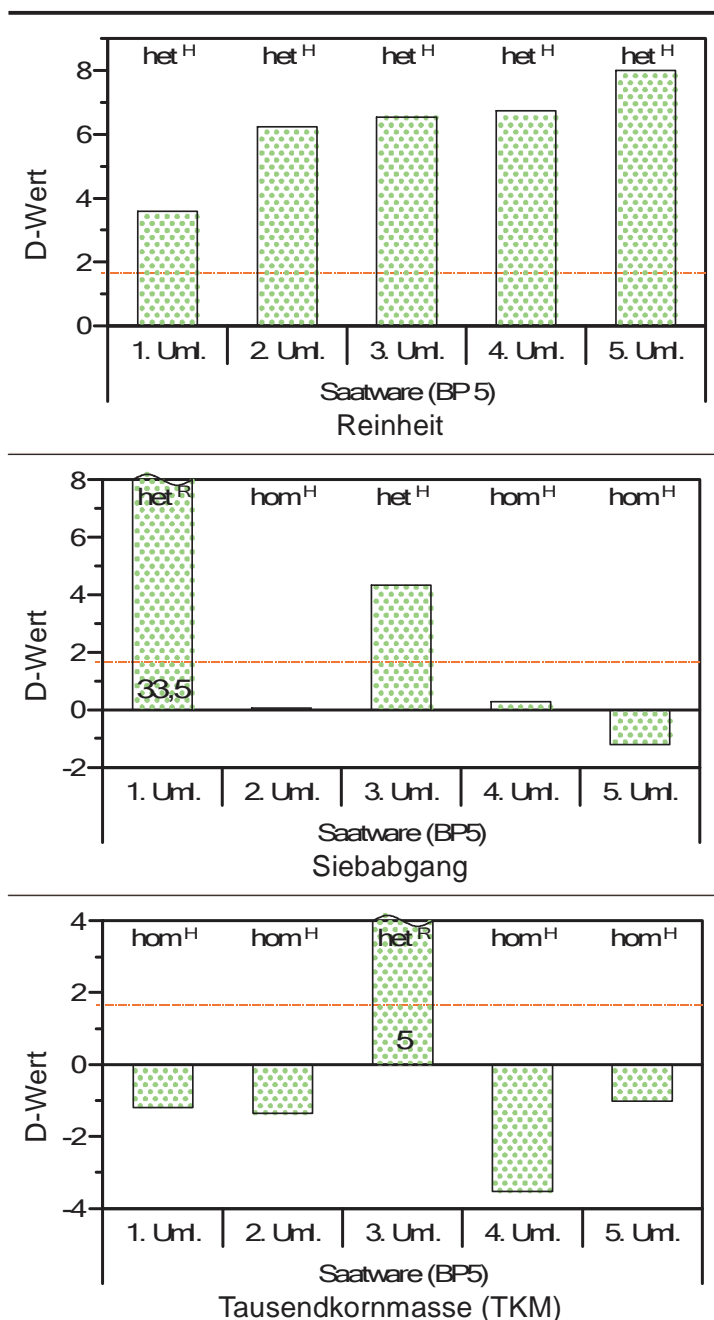 het H het H het H het H het H
8
6
4
2
0
D-Wert
1. Uml. 2. Uml. 3. Uml. 4. Uml. 5. Uml.
Saatware (BP 5)
Reinheit
8
het R hom H het H hom H hom H
6
4
2
33,5
0
-2
D-Wert
1. Uml. 2. Uml. 3. Uml. 4. Uml. 5. Uml.
Saatware (BP5)
Siebabgang
4
hom H hom H het R hom H hom H
2
5
0
-2
-4
D-Wert
1. Uml. 2. Uml. 3. Uml. 4. Uml. 5. Uml.
Saatware (BP5)
Tausendkornmasse (TKM)